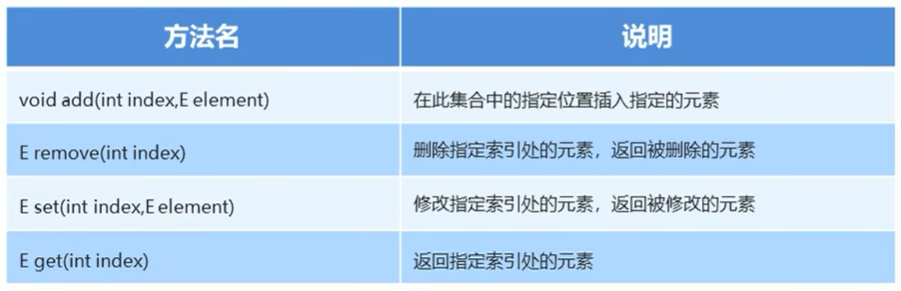 方法名 说明
void add(int index,E element) 在此集合中的指定位置插入指定的元素
E remove(int index) 删除指定索引处的元素，返回被删除的元素
E set(int index,E element) 修改指定索引处的元素，返回被修改的元素
E get(int index) 返回指定索引处的元素